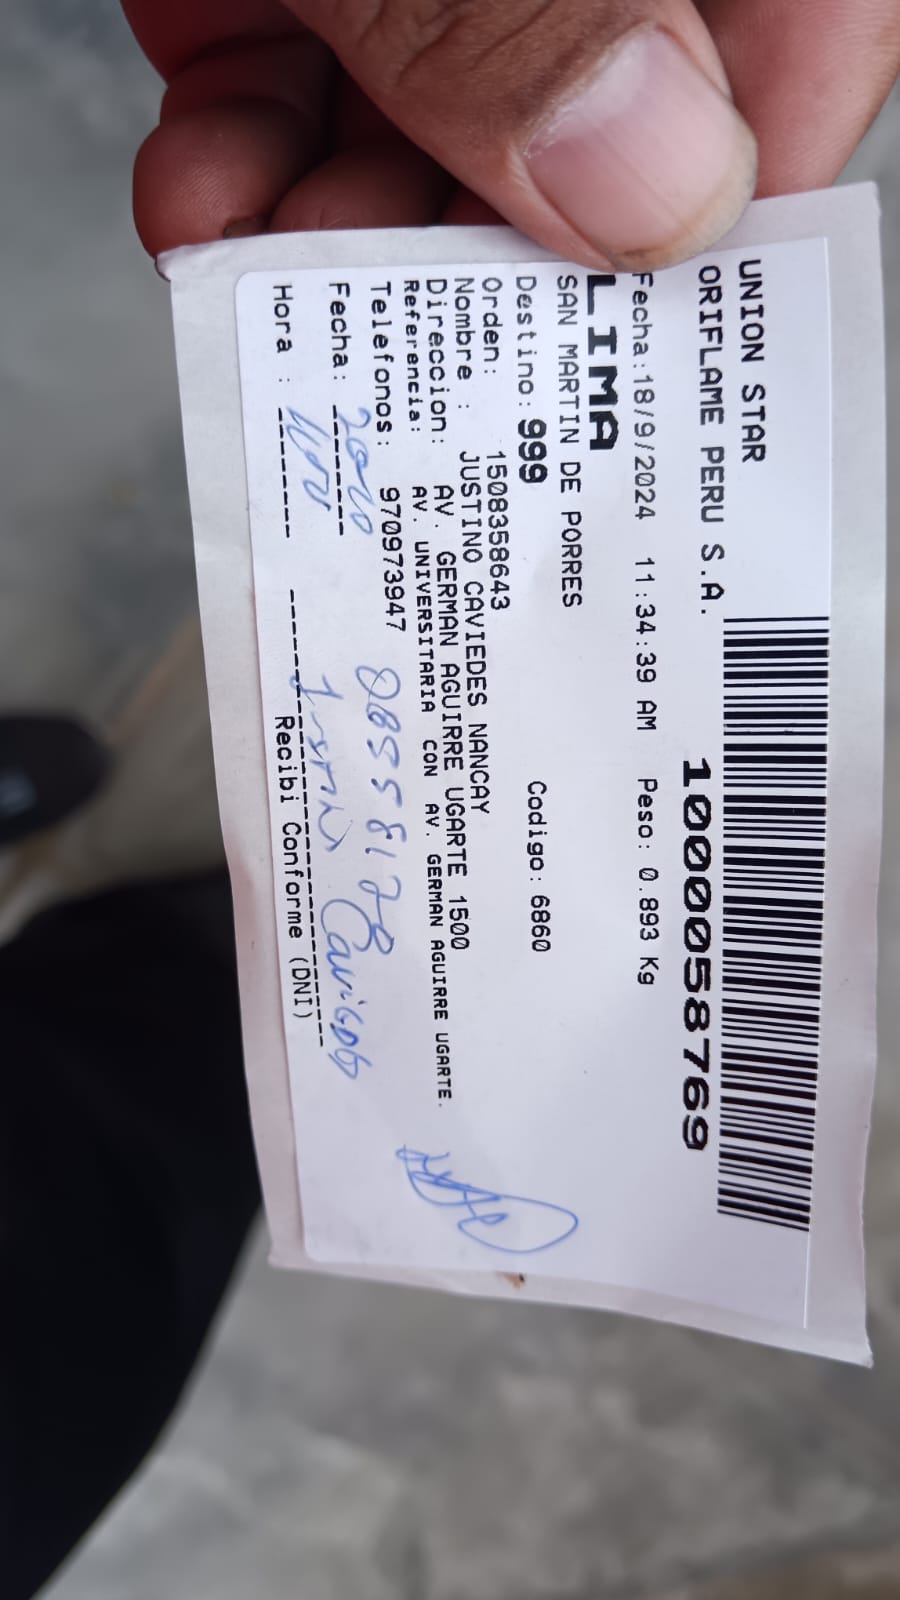 UNION STAR
ORIFLAME PERU S.A.
10000058769
Fecha:18/9/2024 11:34:39 AM Peso: 0.893 Kg
LIMA
SAN MARTIN DE PORRES
Destino: 999 Codigo: 6860
Orden: 1508358643
Nombre : JUSTINO CAVIEDES NANCAY
Direccion: AV. GERMAN AGUIRRE UGARTE 1500
Referencia: AV. UNIVERSITARIA CON AV. GERMAN AGUIRRE UGARTE.
Telefonos: 970973947
Fecha:
Hora :
Recibi Conforme (DNI)